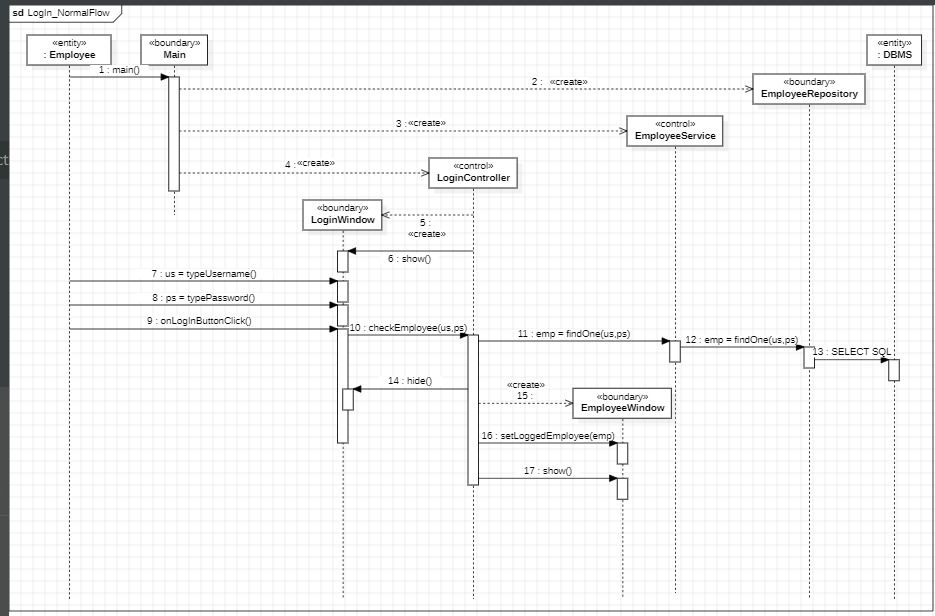 sd LogIn_NormalFlow
«entity»
: Employee
«boundary»
Main
«entity»
: DBMS
1 : main()
2 : «create»
«boundary»
EmployeeRepository
3 : «create»
«control»
EmployeeService
4 : «create»
«control»
LoginController
«boundary»
LoginWindow
5 :
«create»
6 : show()
7 : us = typeUsername()
8 : ps = typePassword()
9 : onLogInButtonClick()
10 : checkEmployee(us,ps)
11 : emp = findOne(us,ps)
12 : emp = findOne(us,ps)
13 : SELECT SQL
14 : hide()
«create»
15 :
«boundary»
EmployeeWindow
16 : setLoggedEmployee(emp)
17 : show()
ct